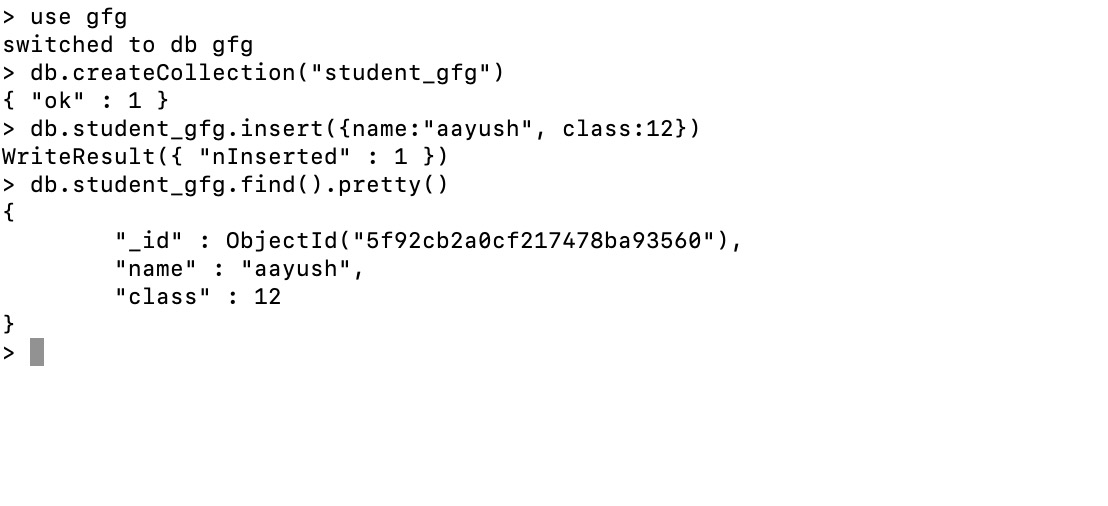 > use gfg
switched to db gfg
> db.createCollection("student_gfg")
{ "ok" : 1 }
> db.student_gfg.insert({name:"aayush", class:12})
WriteResult({ "nInserted" : 1 })
> db.student_gfg.find().pretty()
{
        "_id" : ObjectId("5f92cb2a0cf217478ba93560"),
        "name" : "aayush",
        "class" : 12
}
>